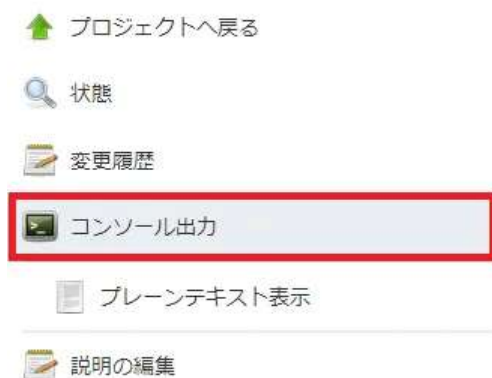 プロジェクトへ戻る
状態
変更履歴
コンソール出力
プレーンテキスト表示
説明の編集